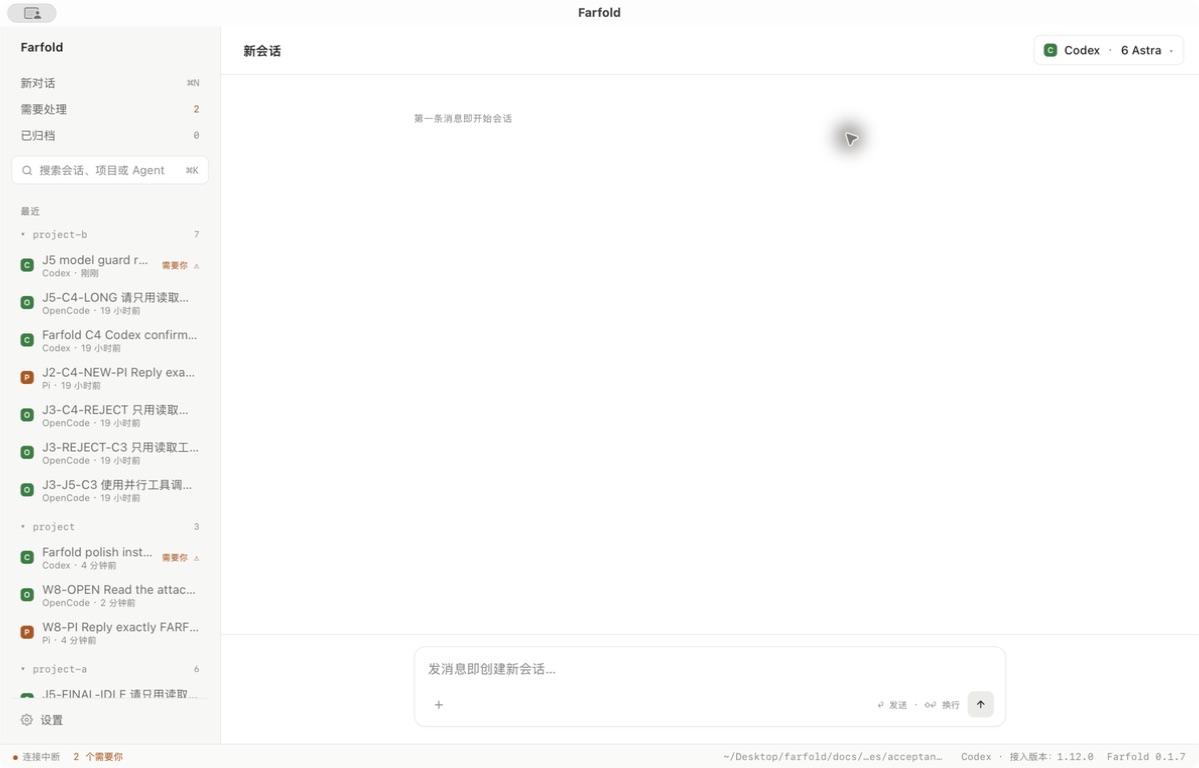 Farfold
Farfold
新对话 ⌘N
需要处理 2
已归档 0
搜索会话、项目或 Agent ⌘K
最近
project-b 7
C J5 model guard r... 需要你
Codex · 刚刚
O J5-C4-LONG 请只用读取...
OpenCode · 19 小时前
C Farfold C4 Codex confirm...
Codex · 19 小时前
P J2-C4-NEW-PI Reply exa...
Pi · 19 小时前
O J3-C4-REJECT 只用读取...
OpenCode · 19 小时前
O J3-REJECT-C3 只用读取工...
OpenCode · 19 小时前
O J3-J5-C3 使用并行工具调...
OpenCode · 19 小时前
project 3
C Farfold polish inst... 需要你
Codex · 4 分钟前
O W8-OPEN Read the attac...
OpenCode · 2 分钟前
P W8-PI Reply exactly FARF...
Pi · 4 分钟前
project-a 6
J5-FINAL-IDLE 请只用读取...
设置
新会话
C Codex · 6 Astra
第一条消息即开始会话
发消息即创建新会话...
+ 发送 · 换行
连接中断 2 个需要你 ~/Desktop/farfold/docs/…es/acceptan… Codex · 接入版本: 1.12.0 Farfold 0.1.7